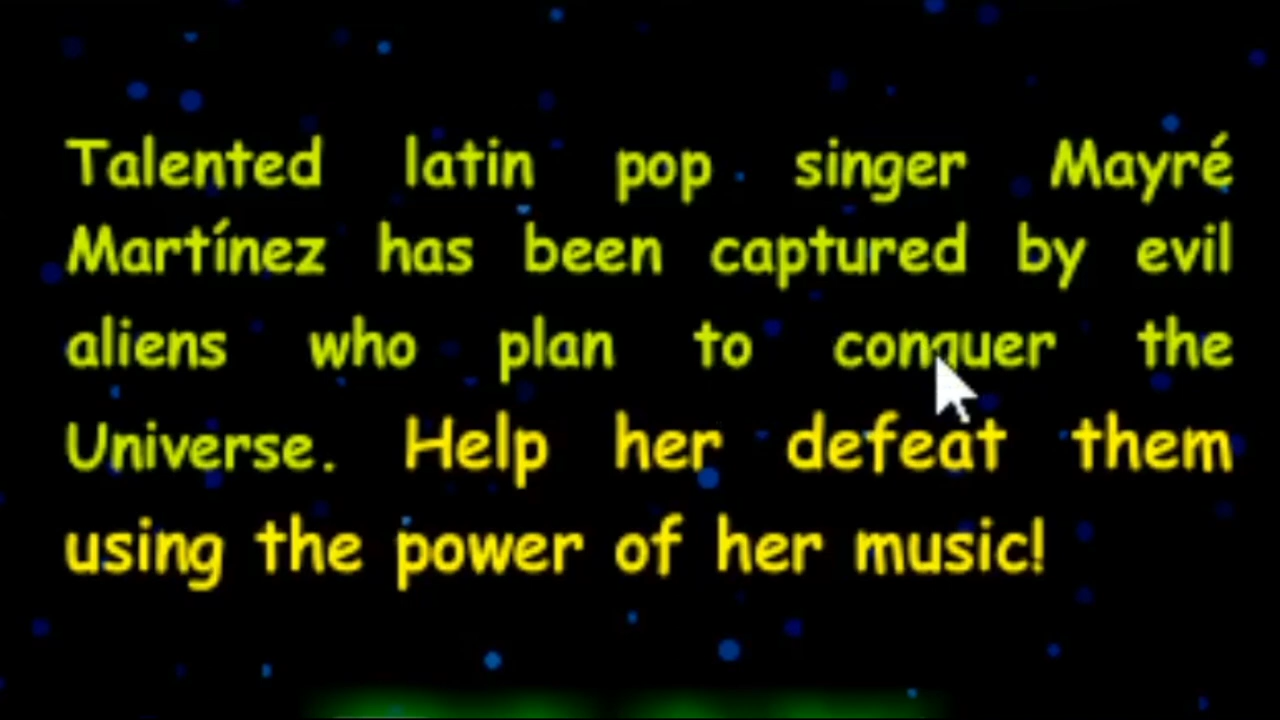 Talented latin pop singer Mayré
Martínez has been captured by evil
aliens who plan to conquer the
Universe. Help her defeat them
using the power of her music!